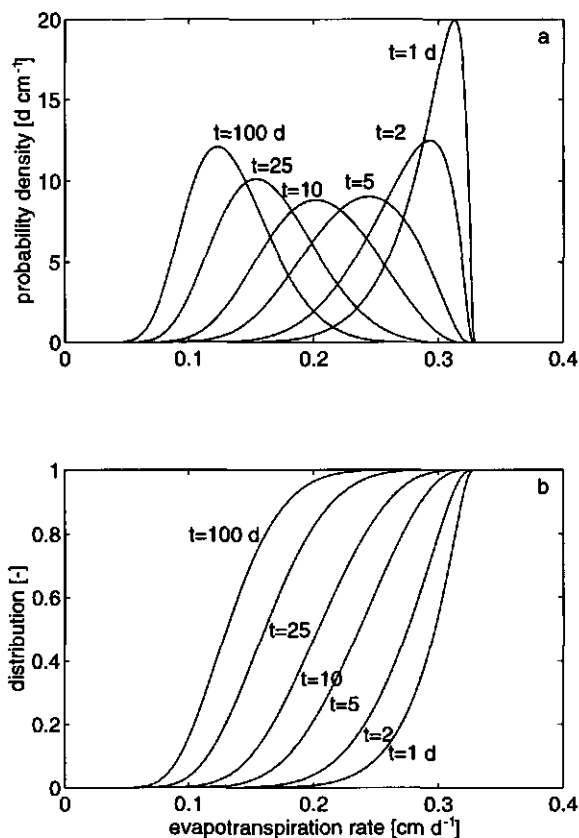 a
20
15
10
5
0
probability density [d cm⁻¹]
t=1 d
t=2
t=100 d
t=25
t=10
t=5
0 0.1 0.2 0.3 0.4
b
1
0.8
0.6
0.4
0.2
0
distribution [-]
t=100 d
t=25
t=10
t=5
t=2
t=1 d
0 0.1 0.2 0.3 0.4
evapotranspiration rate [cm d⁻¹]